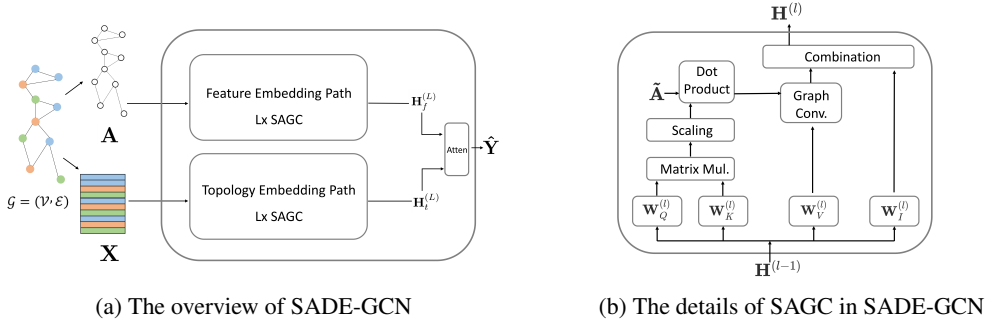 A
𝒢 = (𝒱, ℰ)
X
Feature Embedding Path
Lx SAGC
Topology Embedding Path
Lx SAGC
H_f^{(L)}
H_t^{(L)}
Atten
Ŷ
(a) The overview of SADE-GCN
H^{(l)}
Combination
Ã
Dot
Product
Graph
Conv.
Scaling
Matrix Mul.
W_Q^{(l)}
W_K^{(l)}
W_V^{(l)}
W_I^{(l)}
H^{(l-1)}
(b) The details of SAGC in SADE-GCN